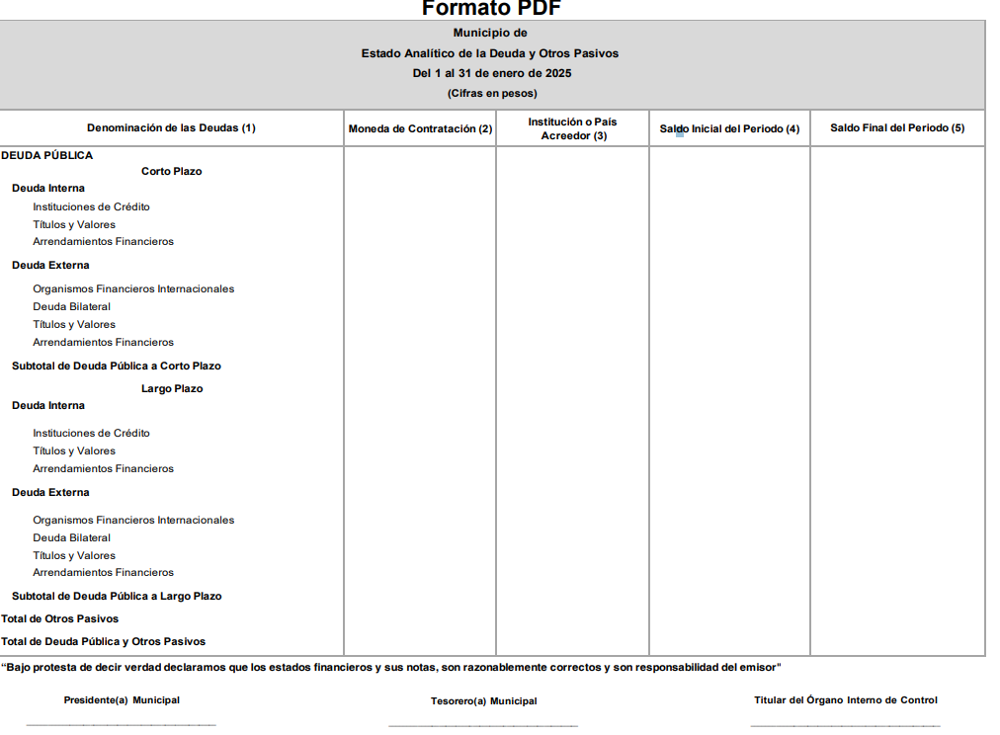 Formato PDF
Municipio de
Estado Analítico de la Deuda y Otros Pasivos
Del 1 al 31 de enero de 2025
(Cifras en pesos)
Denominación de las Deudas (1)
Moneda de Contratación (2)
Institución o País
Acreedor (3)
Saldo Inicial del Periodo (4)
Saldo Final del Periodo (5)
DEUDA PÚBLICA
Corto Plazo
Deuda Interna
Instituciones de Crédito
Títulos y Valores
Arrendamientos Financieros
Deuda Externa
Organismos Financieros Internacionales
Deuda Bilateral
Títulos y Valores
Arrendamientos Financieros
Subtotal de Deuda Pública a Corto Plazo
Largo Plazo
Deuda Interna
Instituciones de Crédito
Títulos y Valores
Arrendamientos Financieros
Deuda Externa
Organismos Financieros Internacionales
Deuda Bilateral
Títulos y Valores
Arrendamientos Financieros
Subtotal de Deuda Pública a Largo Plazo
Total de Otros Pasivos
Total de Deuda Pública y Otros Pasivos
“Bajo protesta de decir verdad declaramos que los estados financieros y sus notas, son razonablemente correctos y son responsabilidad del emisor”
Presidente(a) Municipal
Tesorero(a) Municipal
Titular del Órgano Interno de Control